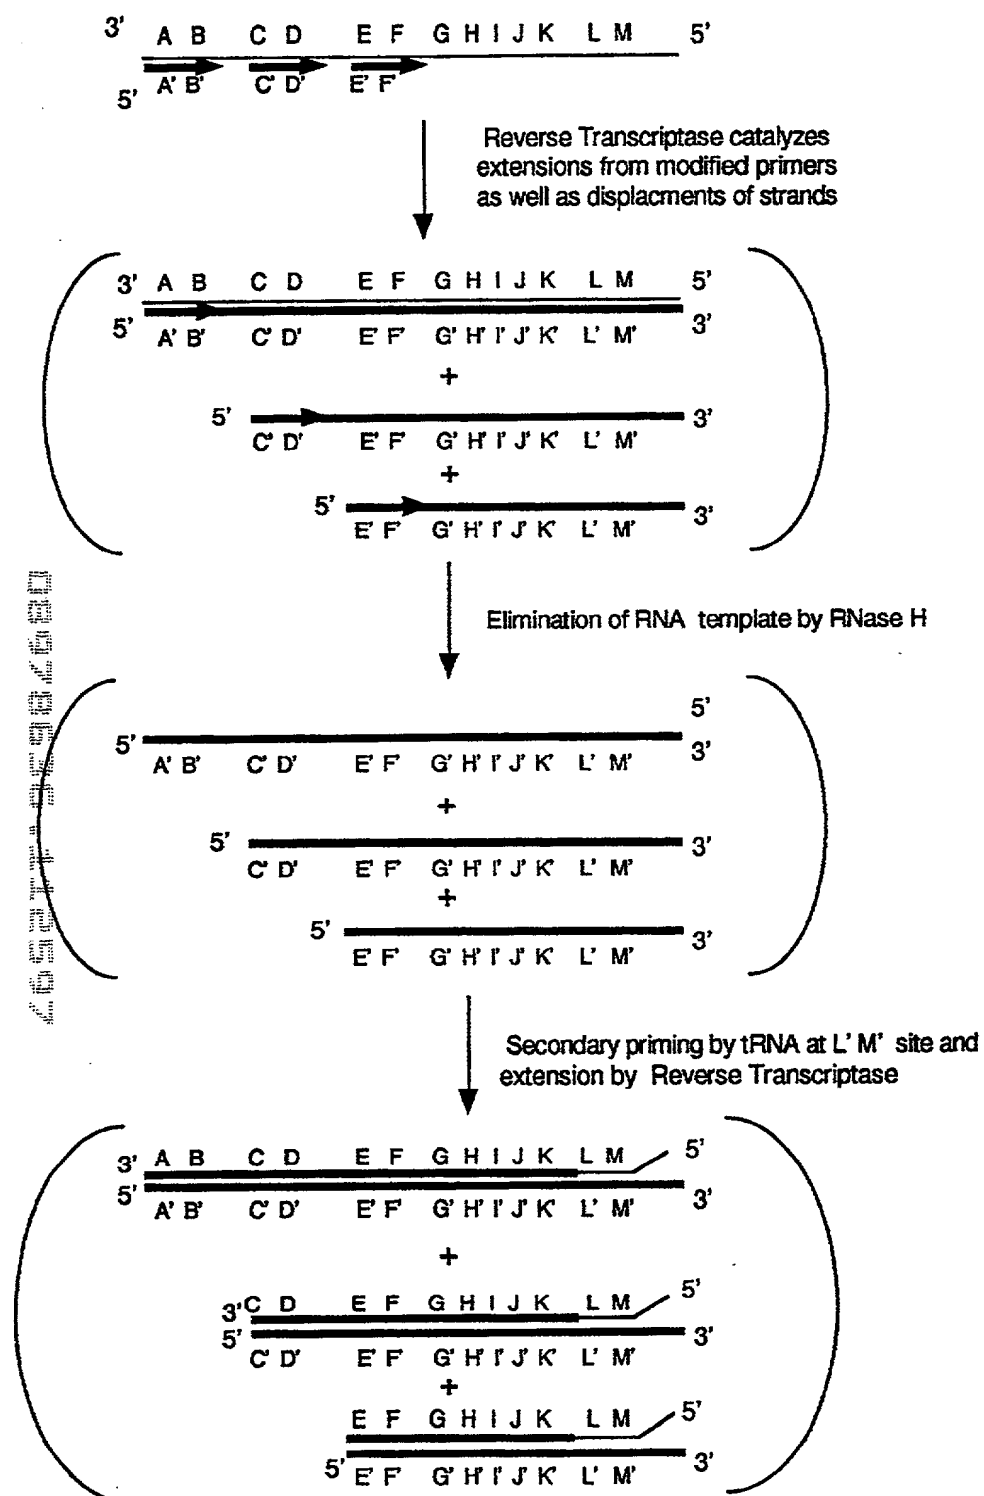 3' A B C D E F G H I J K L M 5'
5' A' B' C' D' E' F'
Reverse Transcriptase catalyzes
extensions from modified primers
as well as displacments of strands
3' A B C D E F G H I J K L M 5'
5' A' B' C' D' E' F' G' H' I' J' K' L' M' 3'
+
5' 3'
C' D' E' F' G' H' I' J' K' L' M'
+
5' 3'
E' F' G' H' I' J' K' L' M'
Elimination of RNA template by RNase H
5'
5' 3'
A' B' C' D' E' F' G' H' I' J' K' L' M'
+
5' 3'
C' D' E' F' G' H' I' J' K' L' M'
+
5' 3'
E' F' G' H' I' J' K' L' M'
Secondary priming by tRNA at L' M' site and
extension by Reverse Transcriptase
3' A B C D E F G H I J K L M 5'
5' A' B' C' D' E' F' G' H' I' J' K' L' M' 3'
+
3' C D E F G H I J K L M 5'
5' C' D' E' F' G' H' I' J' K' L' M' 3'
+
E F G H I J K L M 5'
5' E' F' G' H' I' J' K' L' M' 3'